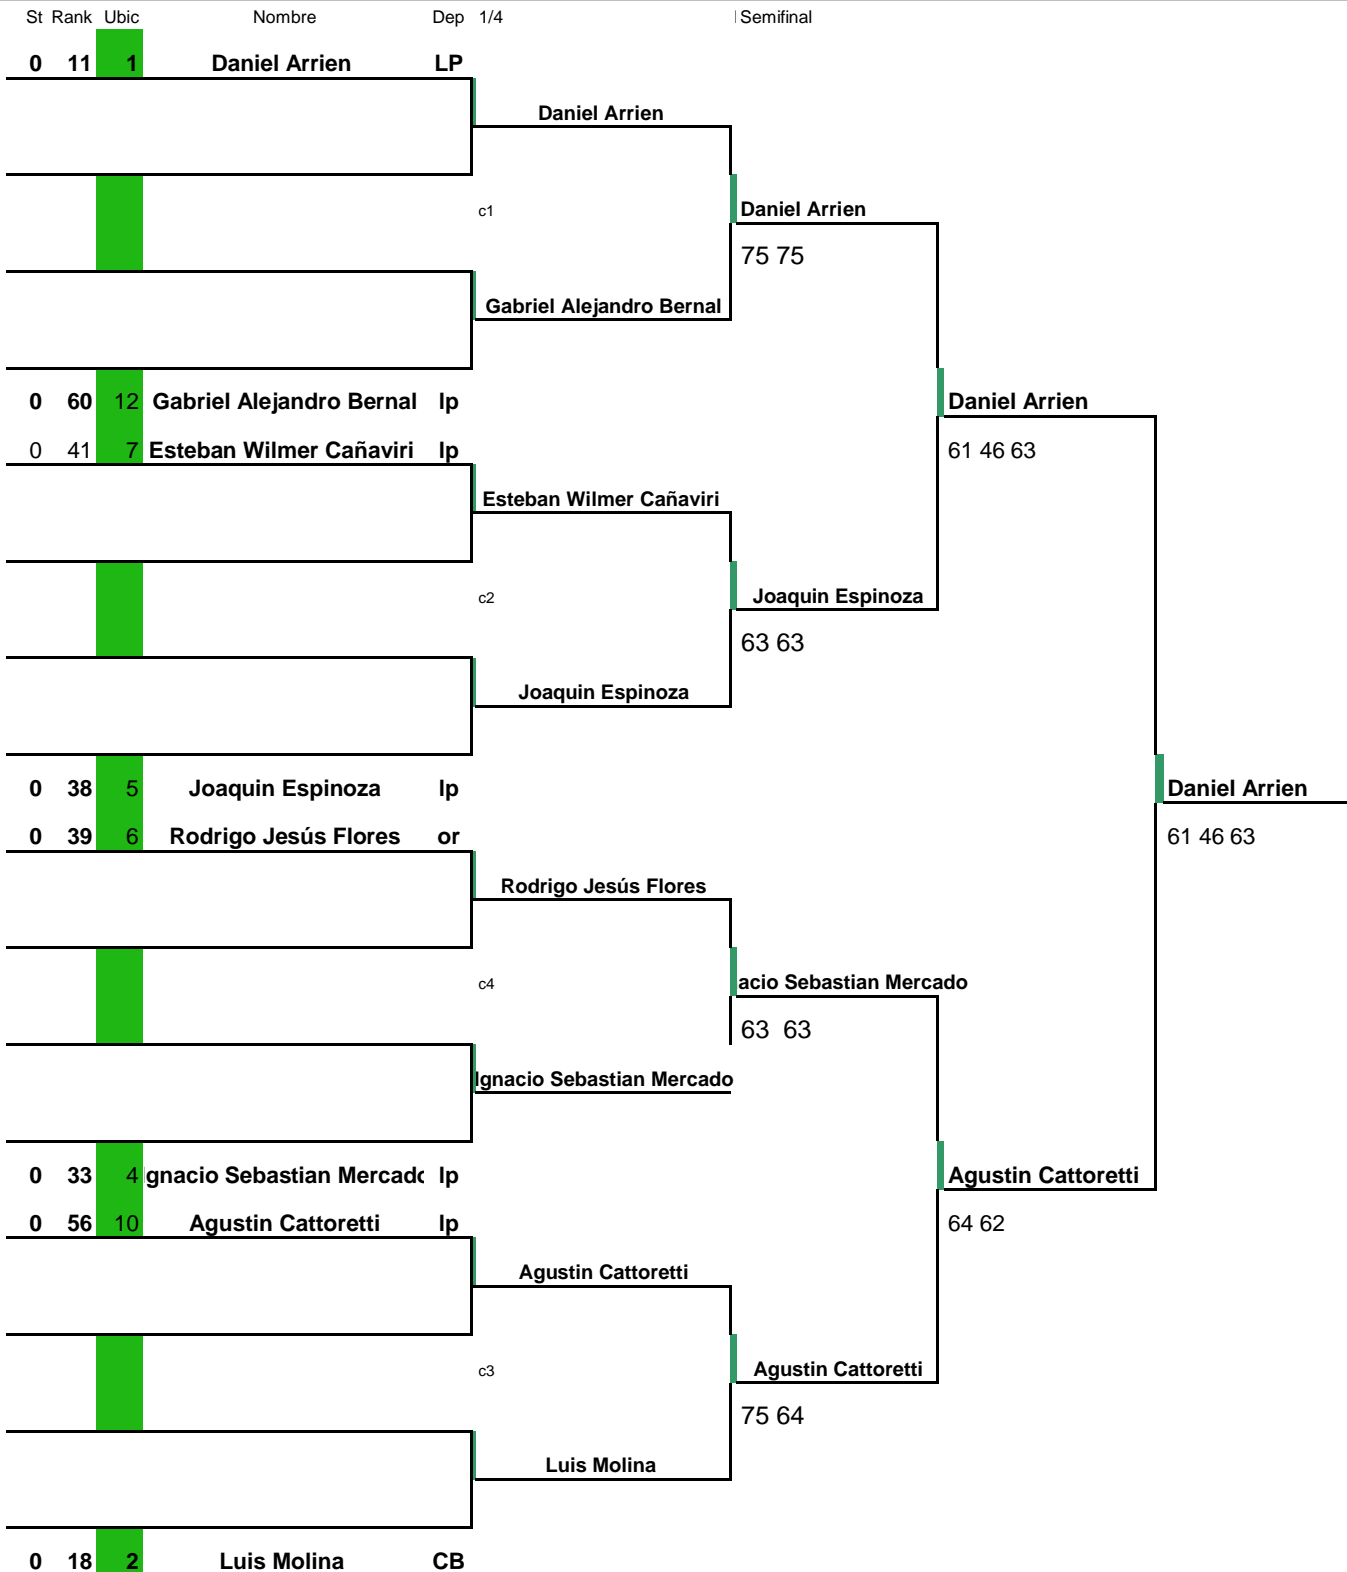 St Rank Ubic Nombre Dep 1/4 Semifinal
0 11 1 Daniel Arrien LP
Daniel Arrien
c1 Daniel Arrien
75 75
Gabriel Alejandro Bernal
0 60 12 Gabriel Alejandro Bernal lp Daniel Arrien
0 41 7 Esteban Wilmer Cañaviri lp 61 46 63
Esteban Wilmer Cañaviri
c2 Joaquin Espinoza
63 63
Joaquin Espinoza
0 38 5 Joaquin Espinoza lp Daniel Arrien
0 39 6 Rodrigo Jesús Flores or 61 46 63
Rodrigo Jesús Flores
c4 acio Sebastian Mercado
63 63
Ignacio Sebastian Mercado
0 33 4 gnacio Sebastian Mercado lp Agustin Cattoretti
0 56 10 Agustin Cattoretti lp 64 62
Agustin Cattoretti
c3 Agustin Cattoretti
75 64
Luis Molina
0 18 2 Luis Molina CB